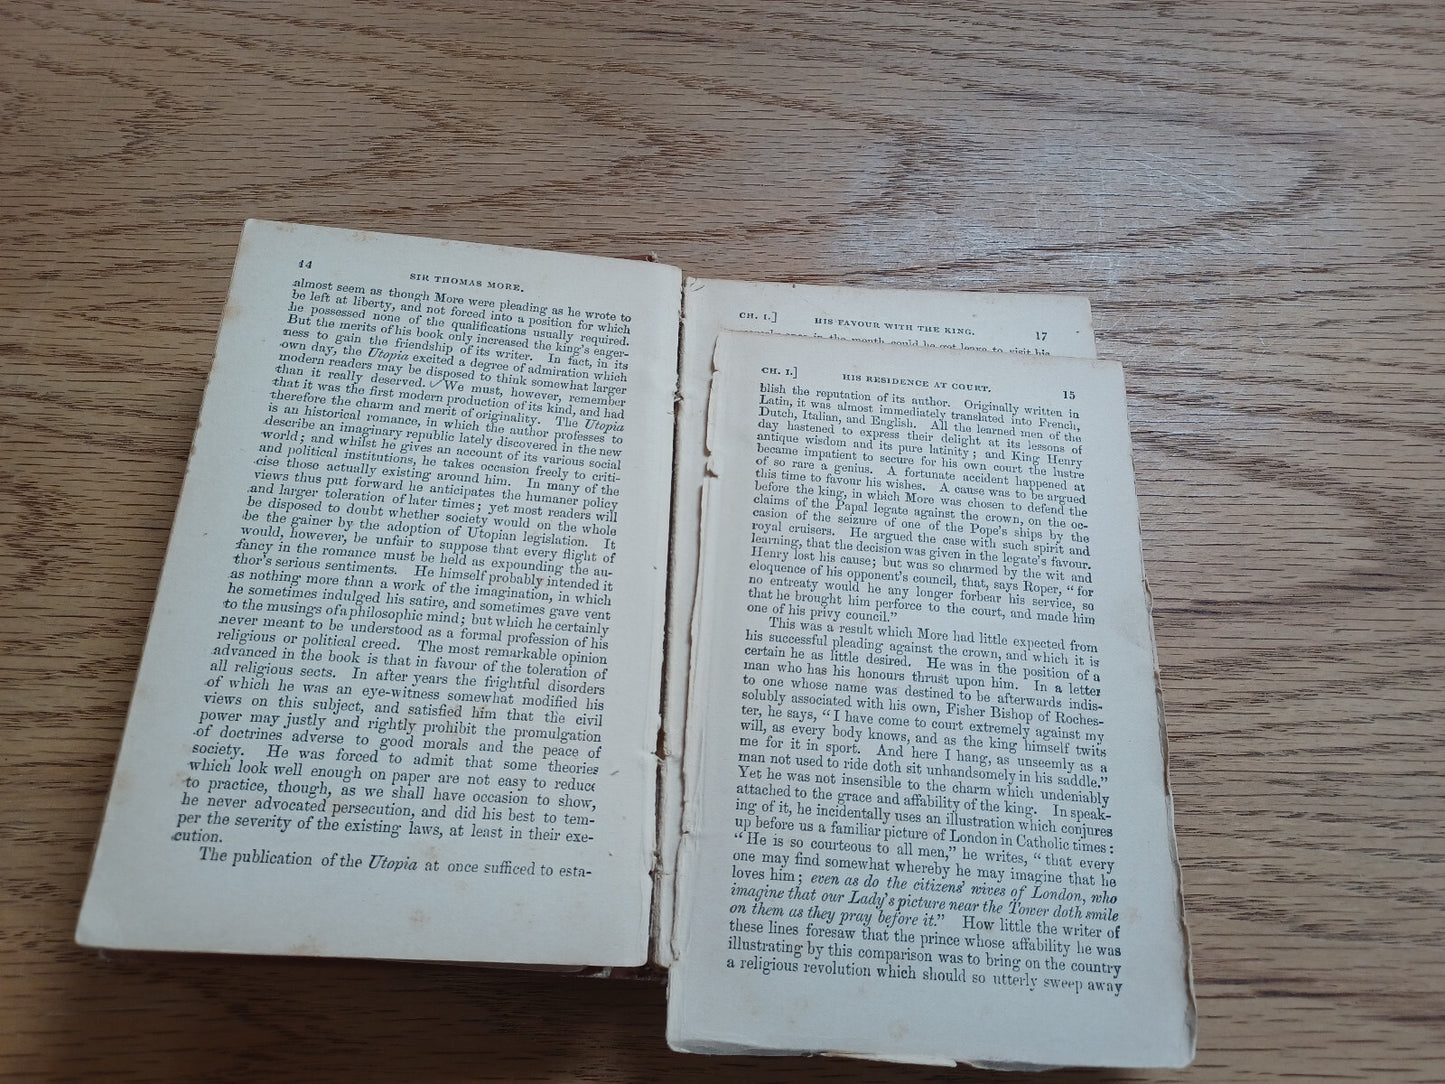 14
SIR THOMAS MORE.
almost seem as though More were pleading as he wrote to
be left at liberty, and not forced into a position for which
he possessed none of the qualifications usually required.
But the merits of his book only increased the king's eager-
ness to gain the friendship of its writer. In fact, in its
own day, the Utopia excited a degree of admiration which
modern readers may be disposed to think somewhat larger
than it really deserved. We must, however, remember
that it was the first modern production of its kind, and had
therefore the charm and merit of originality. The Utopia
is an historical romance, in which the author professes to
describe an imaginary republic lately discovered in the new
world; and whilst he gives an account of its various social
and political institutions, he takes occasion freely to criti-
cise those actually existing around him. In many of the
views thus put forward he anticipates the humaner policy
and larger toleration of later times; yet most readers will
be disposed to doubt whether society would on the whole
be the gainer by the adoption of Utopian legislation. It
would, however, be unfair to suppose that every flight of
fancy in the romance must be held as expounding the au-
thor's serious sentiments. He himself probably intended it
as nothing more than a work of the imagination, in which
he sometimes indulged his satire, and sometimes gave vent
to the musings of a philosophic mind; but which he certainly
never meant to be understood as a formal profession of his
religious or political creed. The most remarkable opinion
advanced in the book is that in favour of the toleration of
all religious sects. In after years the frightful disorders
of which he was an eye-witness somewhat modified his
views on this subject, and satisfied him that the civil
power may justly and rightly prohibit the promulgation
of doctrines adverse to good morals and the peace of
society. He was forced to admit that some theories
which look well enough on paper are not easy to reduce
to practice, though, as we shall have occasion to show,
he never advocated persecution, and did his best to tem-
per the severity of the existing laws, at least in their exe-
cution.
The publication of the Utopia at once sufficed to esta-
CH. I.] HIS FAVOUR WITH THE KING. 17
once in the month could he get leave to visit his
CH. I.] HIS RESIDENCE AT COURT. 15
blish the reputation of its author. Originally written in
Latin, it was almost immediately translated into French,
Dutch, Italian, and English. All the learned men of the
day hastened to express their delight at its lessons of
antique wisdom and its pure latinity; and King Henry
became impatient to secure for his own court the lustre
of so rare a genius. A fortunate accident happened at
this time to favour his wishes. A cause was to be argued
before the king, in which More was chosen to defend the
claims of the Papal legate against the crown, on the oc-
casion of the seizure of one of the Pope's ships by the
royal cruisers. He argued the case with such spirit and
learning, that the decision was given in the legate's favour.
Henry lost his cause; but was so charmed by the wit and
eloquence of his opponent's council, that, says Roper, "for
no entreaty would he any longer forbear his service, so
that he brought him perforce to the court, and made him
one of his privy council."
This was a result which More had little expected from
his successful pleading against the crown, and which it is
certain he as little desired. He was in the position of a
man who has his honours thrust upon him. In a letter
to one whose name was destined to be afterwards indis-
solubly associated with his own, Fisher Bishop of Roches-
ter, he says, "I have come to court extremely against my
will, as every body knows, and as the king himself twits
me for it in sport. And here I hang, as unseemly as a
man not used to ride doth sit unhandsomely in his saddle."
Yet he was not insensible to the charm which undeniably
attached to the grace and affability of the king. In speak-
ing of it, he incidentally uses an illustration which conjures
up before us a familiar picture of London in Catholic times:
"He is so courteous to all men," he writes, "that every
one may find somewhat whereby he may imagine that he
loves him; even as do the citizens' wives of London, who
imagine that our Lady's picture near the Tower doth smile
on them as they pray before it." How little the writer of
these lines foresaw that the prince whose affability he was
illustrating by this comparison was to bring on the country
a religious revolution which should so utterly sweep away